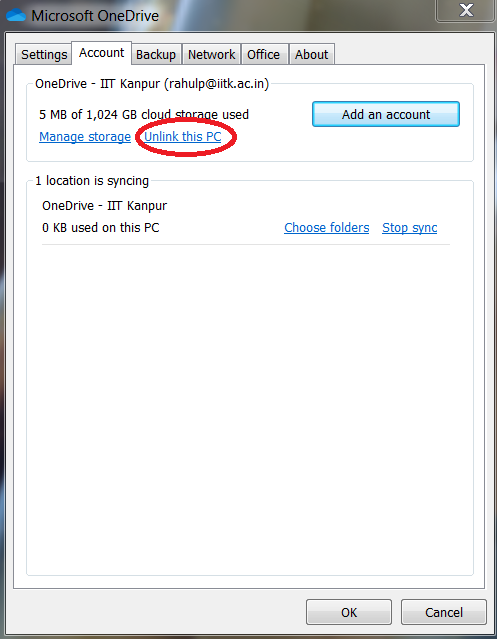 Microsoft OneDrive
Settings Account Backup Network Office About
OneDrive - IIT Kanpur (rahulp@iitk.ac.in)
5 MB of 1,024 GB cloud storage used
Add an account
Manage storage Unlink this PC
1 location is syncing
OneDrive - IIT Kanpur
0 KB used on this PC Choose folders Stop sync
OK Cancel